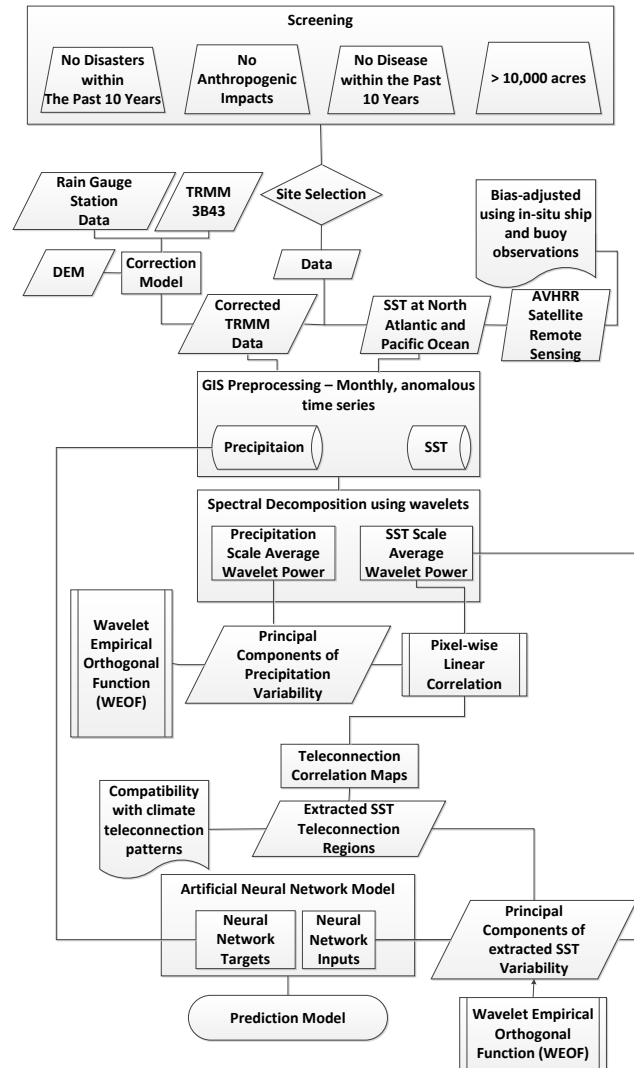 Screening
No Disasters
within
The Past 10 Years
No
Anthropogenic
Impacts
No Disease
within the Past
10 Years
> 10,000 acres
Rain Gauge
Station
Data
TRMM
3B43
Site Selection
Bias-adjusted
using in-situ ship
and buoy
observations
DEM
Correction
Model
Data
Corrected
TRMM
Data
SST at North
Atlantic and
Pacific Ocean
AVHRR
Satellite
Remote
Sensing
GIS Preprocessing – Monthly, anomalous
time series
Precipitaion
SST
Spectral Decomposition using wavelets
Precipitation
Scale Average
Wavelet Power
SST Scale
Average
Wavelet Power
Wavelet
Empirical
Orthogonal
Function
(WEOF)
Principal
Components of
Precipitation
Variability
Pixel-wise
Linear
Correlation
Teleconnection
Correlation Maps
Compatibility
with climate
teleconnection
patterns
Extracted SST
Teleconnection
Regions
Artificial Neural Network Model
Neural
Network
Targets
Neural
Network
Inputs
Principal
Components of
extracted SST
Variability
Prediction Model
Wavelet Empirical
Orthogonal
Function (WEOF)